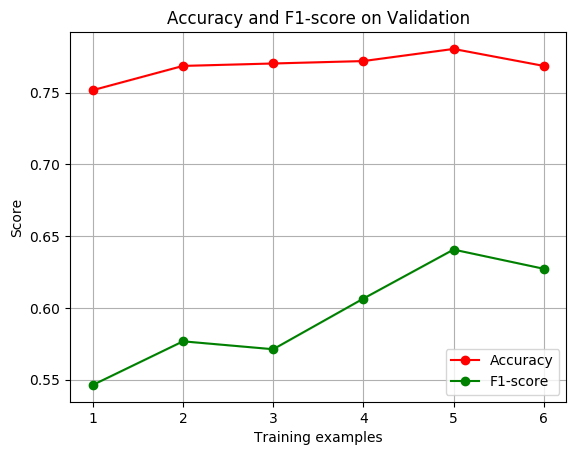 Accuracy and F1-score on Validation
Score
0.75
0.70
0.65
0.60
0.55
Accuracy
F1-score
1 2 3 4 5 6
Training examples